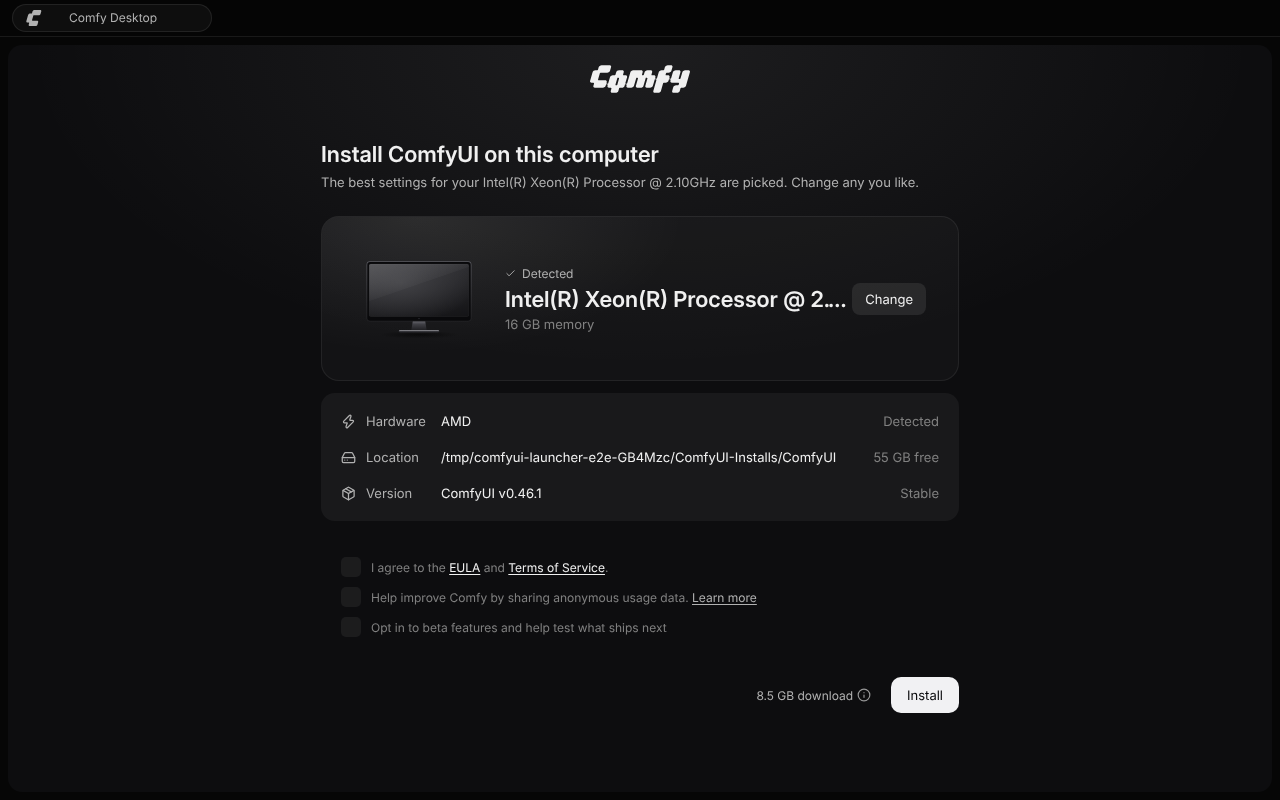 Comfy Desktop
Comfy
Install ComfyUI on this computer
The best settings for your Intel(R) Xeon(R) Processor @ 2.10GHz are picked. Change any you like.
Detected
Intel(R) Xeon(R) Processor @ 2.... Change
16 GB memory
Hardware AMD Detected
Location /tmp/comfyui-launcher-e2e-GB4Mzc/ComfyUI-Installs/ComfyUI 55 GB free
Version ComfyUI v0.46.1 Stable
I agree to the EULA and Terms of Service.
Help improve Comfy by sharing anonymous usage data. Learn more
Opt in to beta features and help test what ships next
8.5 GB download Install